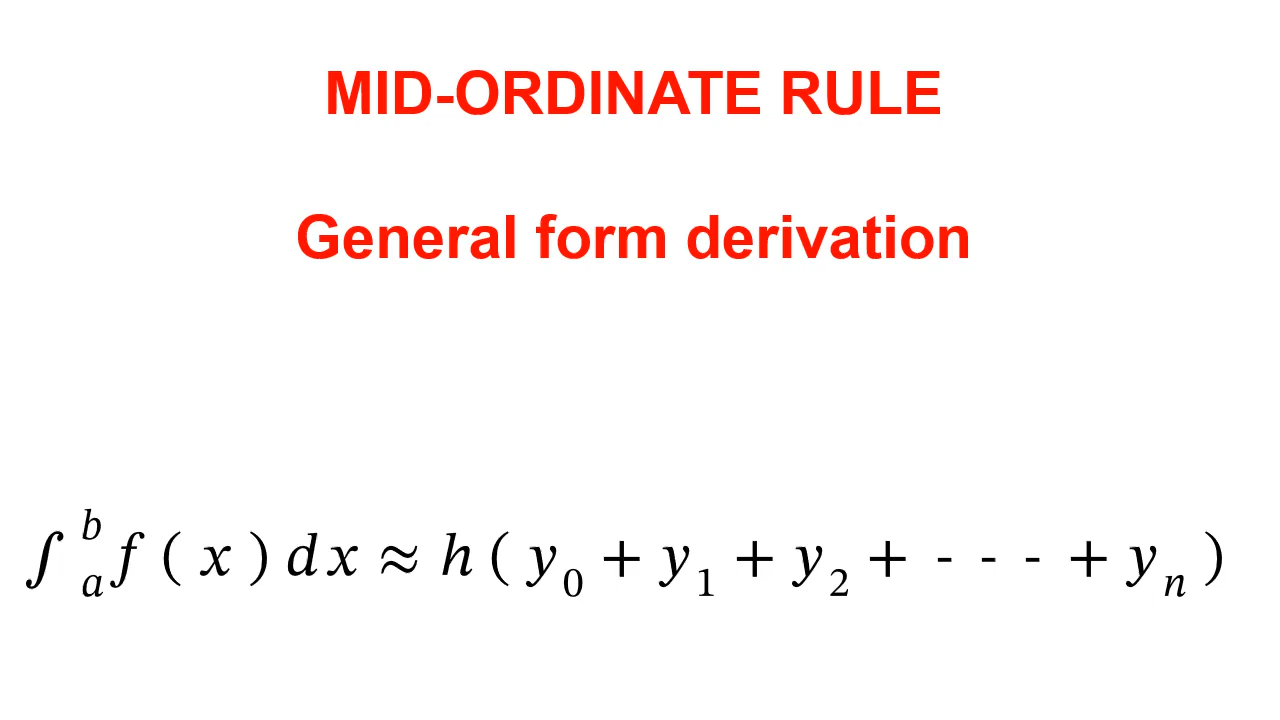 MID-ORDINATE RULE
General form derivation
∫ᵇₐ f ( x ) d x ≈ h ( y₀ + y₁ + y₂ + - - - + yₙ )